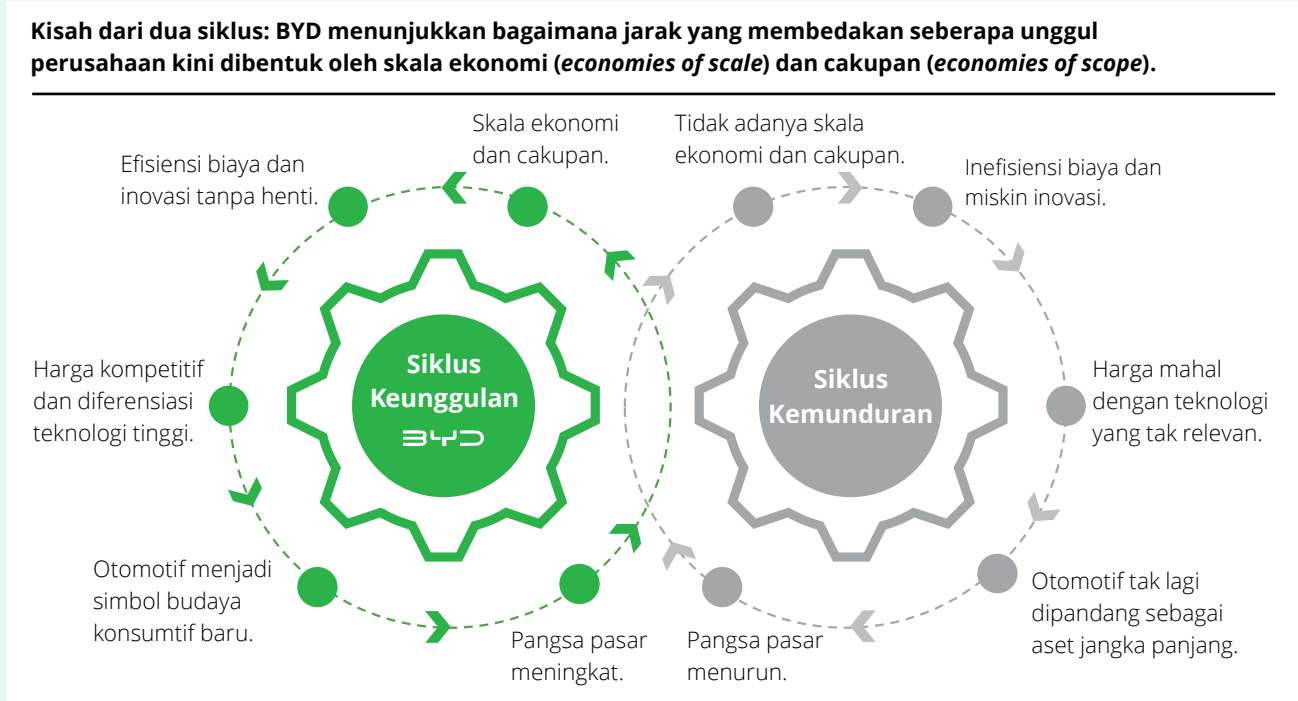 Kisah dari dua siklus: BYD menunjukkan bagaimana jarak yang membedakan seberapa unggul
perusahaan kini dibentuk oleh skala ekonomi (economies of scale) dan cakupan (economies of scope).
Skala ekonomi
dan cakupan.
Efisiensi biaya dan
inovasi tanpa henti.
Harga kompetitif
dan diferensiasi
teknologi tinggi.
Otomotif menjadi
simbol budaya
konsumtif baru.
Pangsa pasar
meningkat.
Siklus
Keunggulan
BYD
Tidak adanya skala
ekonomi dan cakupan.
Inefisiensi biaya dan
miskin inovasi.
Harga mahal
dengan teknologi
yang tak relevan.
Otomotif tak lagi
dipandang sebagai
aset jangka panjang.
Pangsa pasar
menurun.
Siklus
Kemunduran